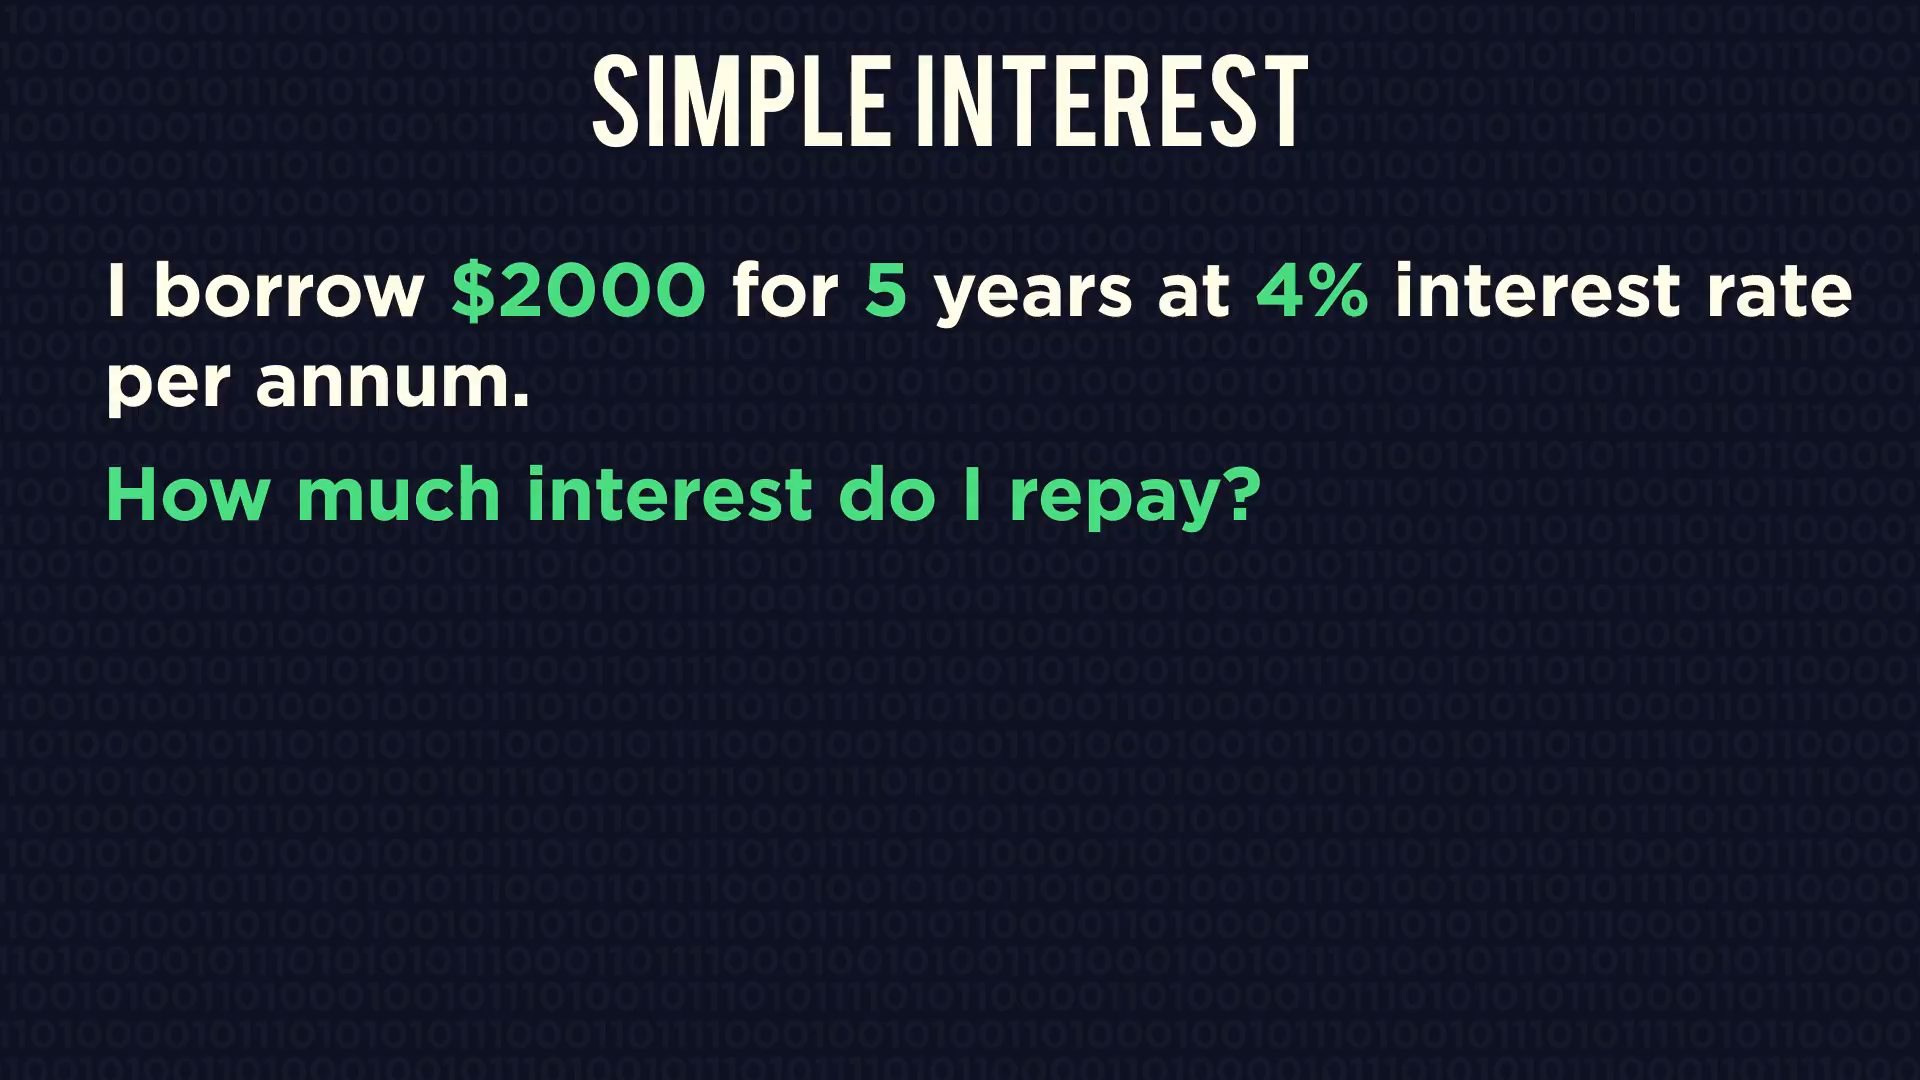 SIMPLE INTEREST
I borrow $2000 for 5 years at 4% interest rate
per annum.
How much interest do I repay?